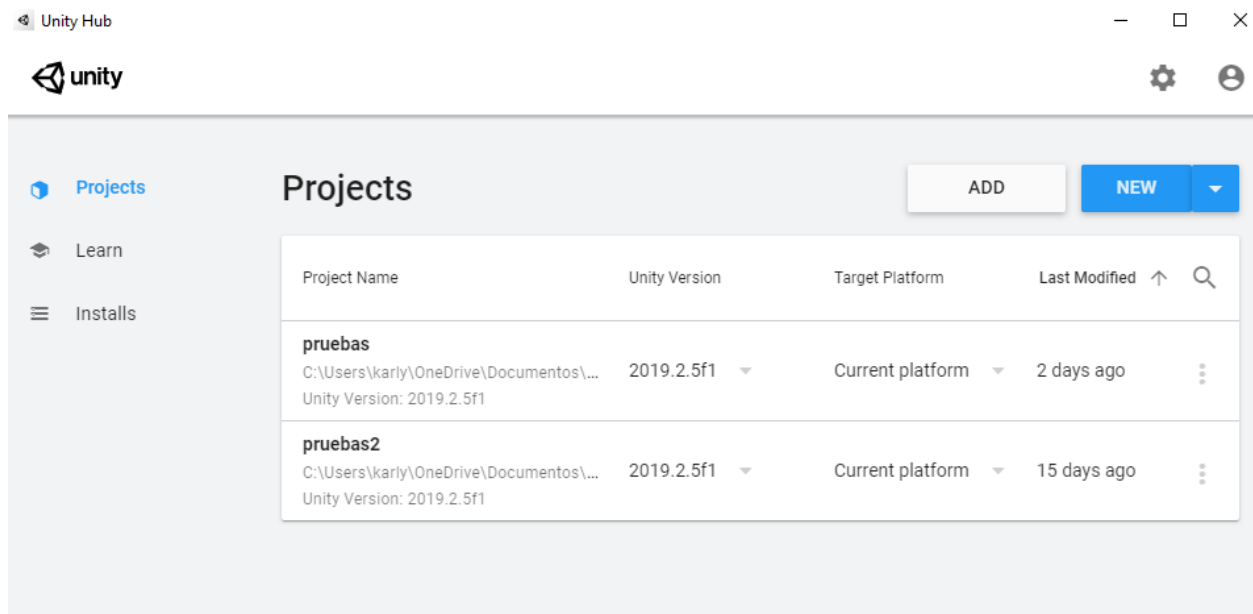 Unity Hub
unity
Projects
Learn
Installs
Projects
ADD
NEW
Project Name
Unity Version
Target Platform
Last Modified
pruebas
C:\Users\karly\OneDrive\Documentos\...
Unity Version: 2019.2.5f1
2019.2.5f1
Current platform
2 days ago
pruebas2
C:\Users\karly\OneDrive\Documentos\...
Unity Version: 2019.2.5f1
2019.2.5f1
Current platform
15 days ago